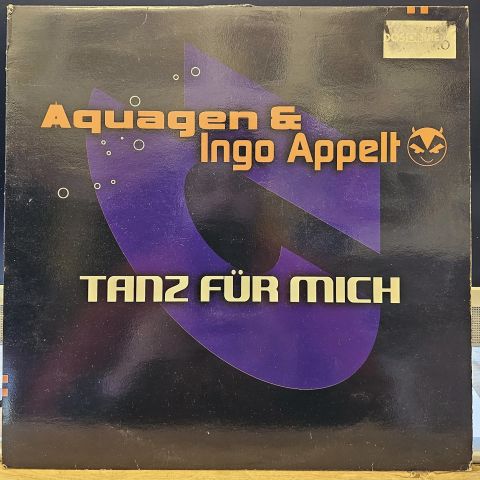 Aquagen &
Ingo Appelt
TANZ FÜR MICH